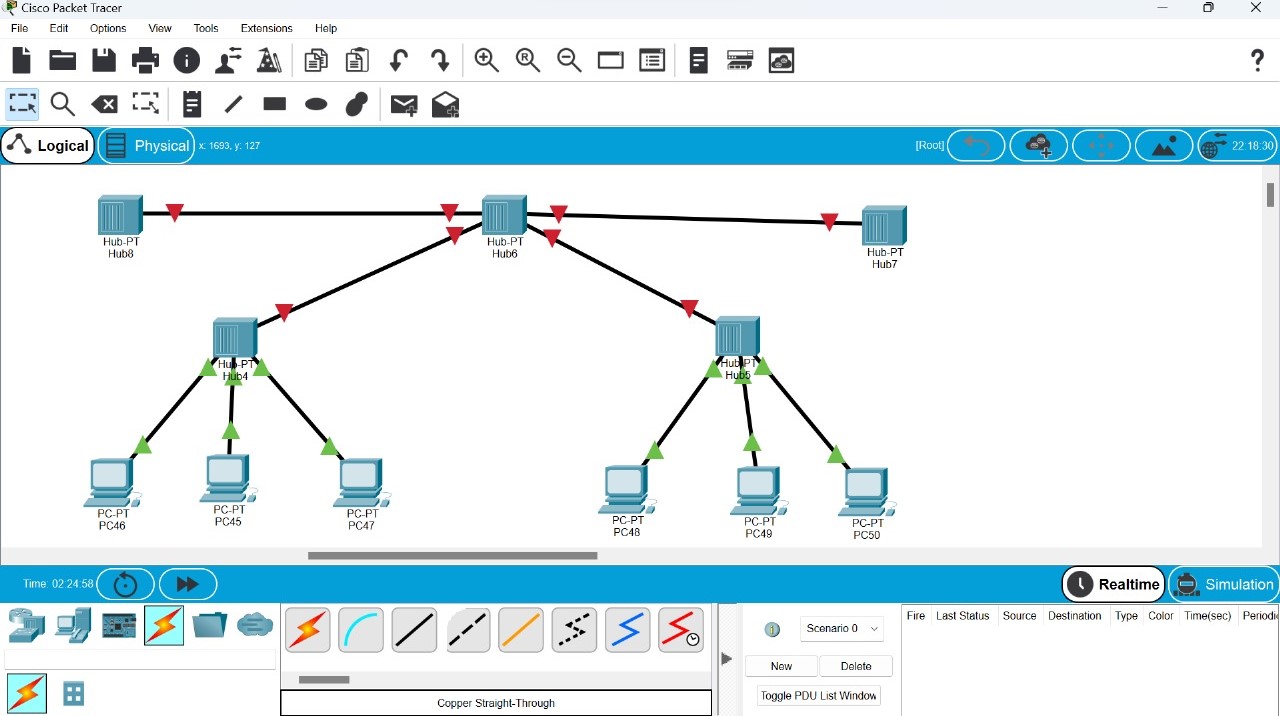 Cisco Packet Tracer
File Edit Options View Tools Extensions Help
Logical Physical x: 1693, y: 127 [Root] 22:18:30
Hub-PT
Hub8
Hub-PT
Hub6
Hub-PT
Hub7
Hub-PT
Hub4
Hub-PT
Hub5
PC-PT
PC46
PC-PT
PC45
PC-PT
PC47
PC-PT
PC48
PC-PT
PC49
PC-PT
PC50
Time: 02:24:58 Realtime Simulation
Scenario 0
New Delete
Toggle PDU List Window
Fire Last Status Source Destination Type Color Time(sec) Periodi
Copper Straight-Through